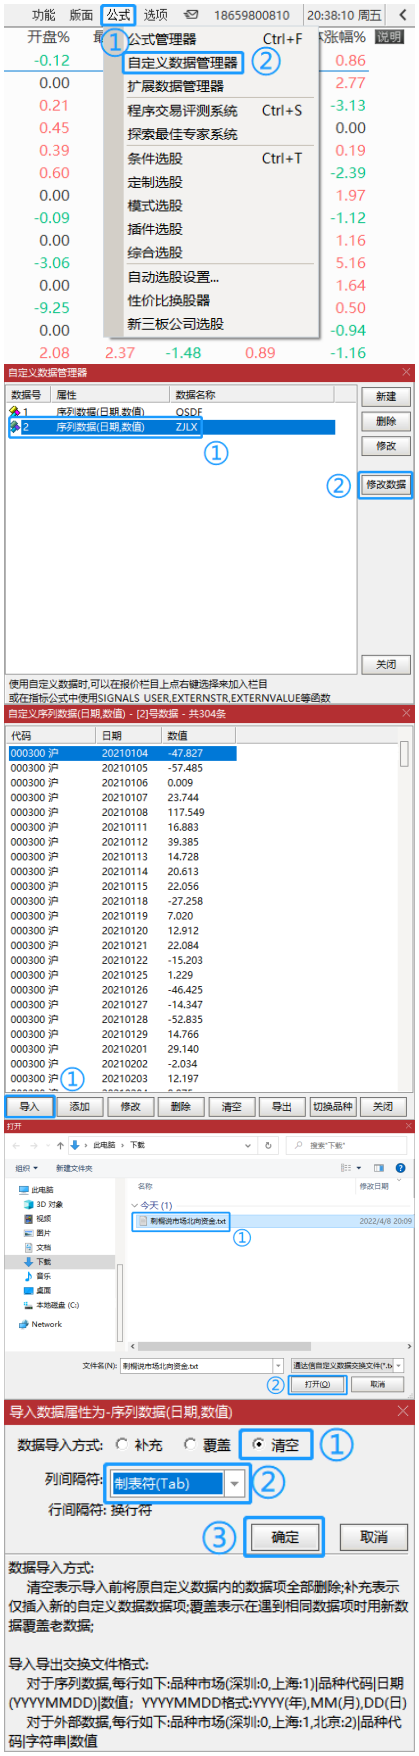 功能 版面 公式 选项 18659800810 20:38:10 周五
开盘% 涨幅% 说明
① 公式管理器 Ctrl+F
-0.12 自定义数据管理器 ② 0.86
0.00 扩展数据管理器 2.77
0.21 程序交易评测系统 Ctrl+S -3.13
0.45 探索最佳专家系统 0.00
0.39 条件选股 Ctrl+T 0.19
0.60 定制选股 -2.39
0.00 模式选股 1.97
-0.09 插件选股 -1.12
0.00 综合选股 1.16
-3.06 自动选股设置... 5.16
0.00 性价比换股器 1.64
-9.25 新三板公司选股 0.50
0.00 -0.94
2.08 2.37 -1.48 0.89 -1.16
自定义数据管理器
数据号 属性 数据名称 新建
1 序列数据(日期,数值) QSDF
2 序列数据(日期,数值) ZJLX 删除
① 修改
② 修改数据
关闭
使用自定义数据时,可以在报价栏目上点右键选择来加入栏目
或在指标公式中使用SIGNALS_USER,EXTERNSTR,EXTERNVALUE等函数
自定义序列数据(日期,数值) - [2]号数据 - 共304条
代码 日期 数值
000300 沪 20210104 -47.827
000300 沪 20210105 -57.485
000300 沪 20210106 0.009
000300 沪 20210107 23.744
000300 沪 20210108 117.549
000300 沪 20210111 16.883
000300 沪 20210112 39.385
000300 沪 20210113 14.728
000300 沪 20210114 20.613
000300 沪 20210115 22.056
000300 沪 20210118 -27.258
000300 沪 20210119 7.020
000300 沪 20210120 12.912
000300 沪 20210121 22.084
000300 沪 20210122 -15.203
000300 沪 20210125 1.229
000300 沪 20210126 -46.425
000300 沪 20210127 -14.347
000300 沪 20210128 -52.835
000300 沪 20210129 14.766
000300 沪 20210201 29.140
000300 沪 20210202 -2.034
000300 沪 ① 20210203 12.197
导入 添加 修改 删除 清空 导出 切换品种 关闭
打开
此电脑 › 下载 搜索"下载"
组织 新建文件夹
此电脑 名称 修改日期
3D 对象 今天 (1)
视频 刺桐说市场北向资金.txt 2022/4/8 20:09
图片 ①
文档
下载
音乐
桌面
本地磁盘 (C:)
Network
文件名(N): 刺桐说市场北向资金.txt 通达信自定义数据交换文件(*.tx
② 打开(O) 取消
导入数据属性为-序列数据(日期,数值)
数据导入方式: 补充 覆盖 清空 ①
列间隔符: 制表符(Tab) ②
行间隔符: 换行符
③ 确定 取消
数据导入方式:
清空表示导入前将原自定义数据内的数据项全部删除;补充表示
仅插入新的自定义数据数据项;覆盖表示在遇到相同数据项时用新数
据覆盖老数据;
导入导出交换文件格式:
对于序列数据,每行如下:品种市场(深圳:0,上海:1)|品种代码|日期
(YYYYMMDD)|数值; YYYYMMDD格式:YYYY(年),MM(月),DD(日)
对于外部数据,每行如下:品种市场(深圳:0,上海:1,北京:2)|品种代
码|字符串|数值